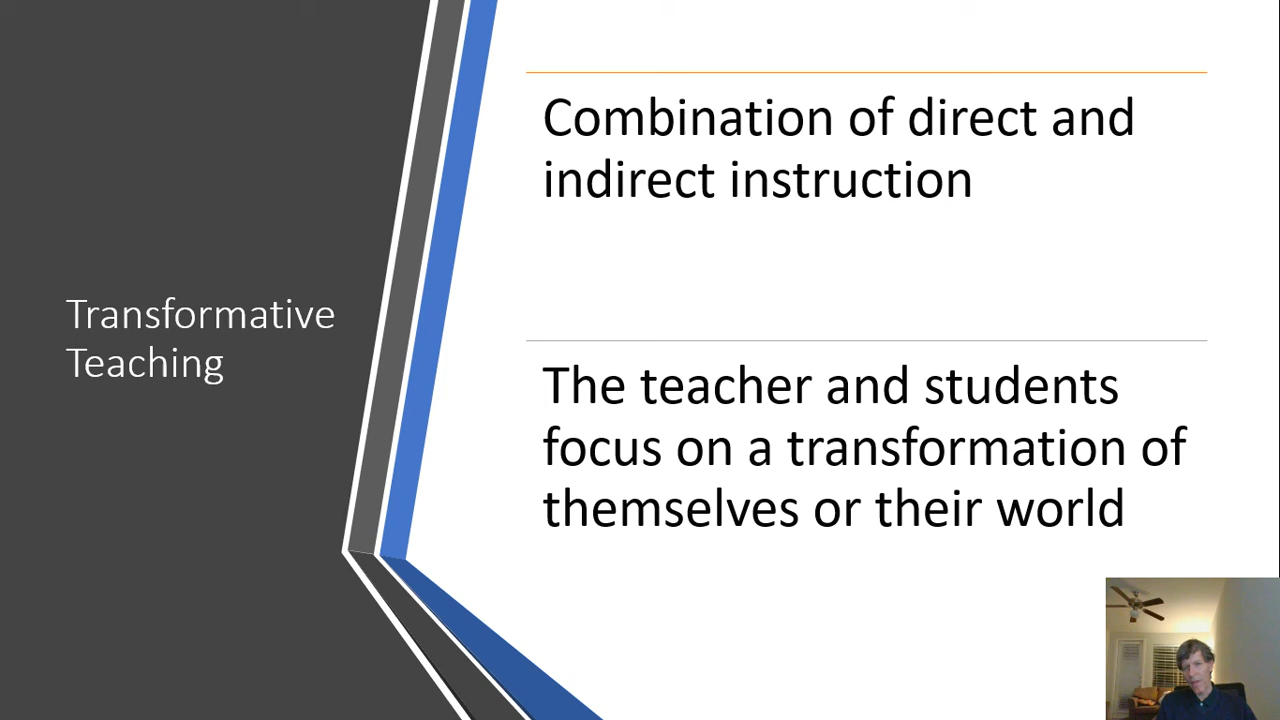 Transformative
Teaching
Combination of direct and
indirect instruction
The teacher and students
focus on a transformation of
themselves or their world